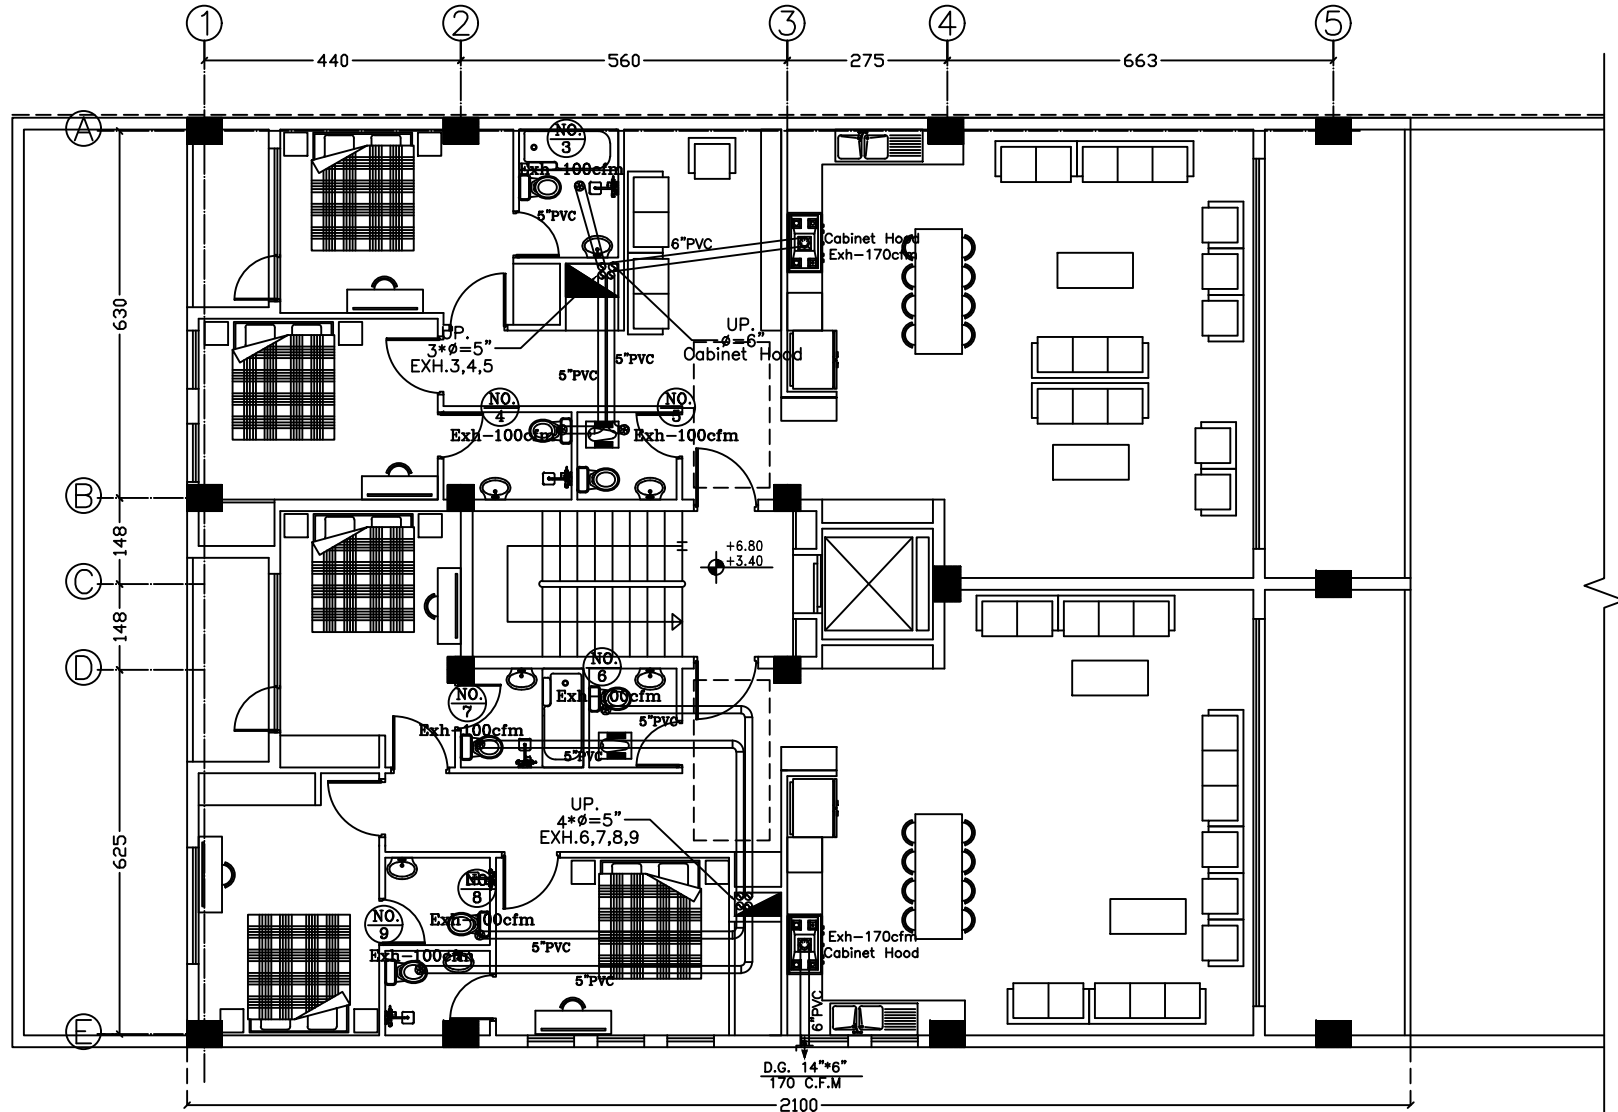 1 2 3 4 5
440 560 275 663
A
NO.
3
Exh-100cfm
5"PVC
6"PVC
Cabinet Hood
Exh-170cfm
630
UP.
3*ø=5"
EXH.3,4,5
UP.
ø=6"
Cabinet Hood
5"PVC
5"PVC
NO.
4
Exh-100cfm
NO.
5
Exh-100cfm
B
148
+6.80
+3.40
C
148
D
NO.
6
Exh-100cfm
5"PVC
NO.
7
Exh-100cfm
5"PVC
UP.
4*ø=5"
EXH.6,7,8,9
625
NO.
8
Exh-100cfm
5"PVC
NO.
9
Exh-100cfm
5"PVC
Exh-170cfm
Cabinet Hood
6"PVC
E
D.G. 14"*6"
170 C.F.M
2100